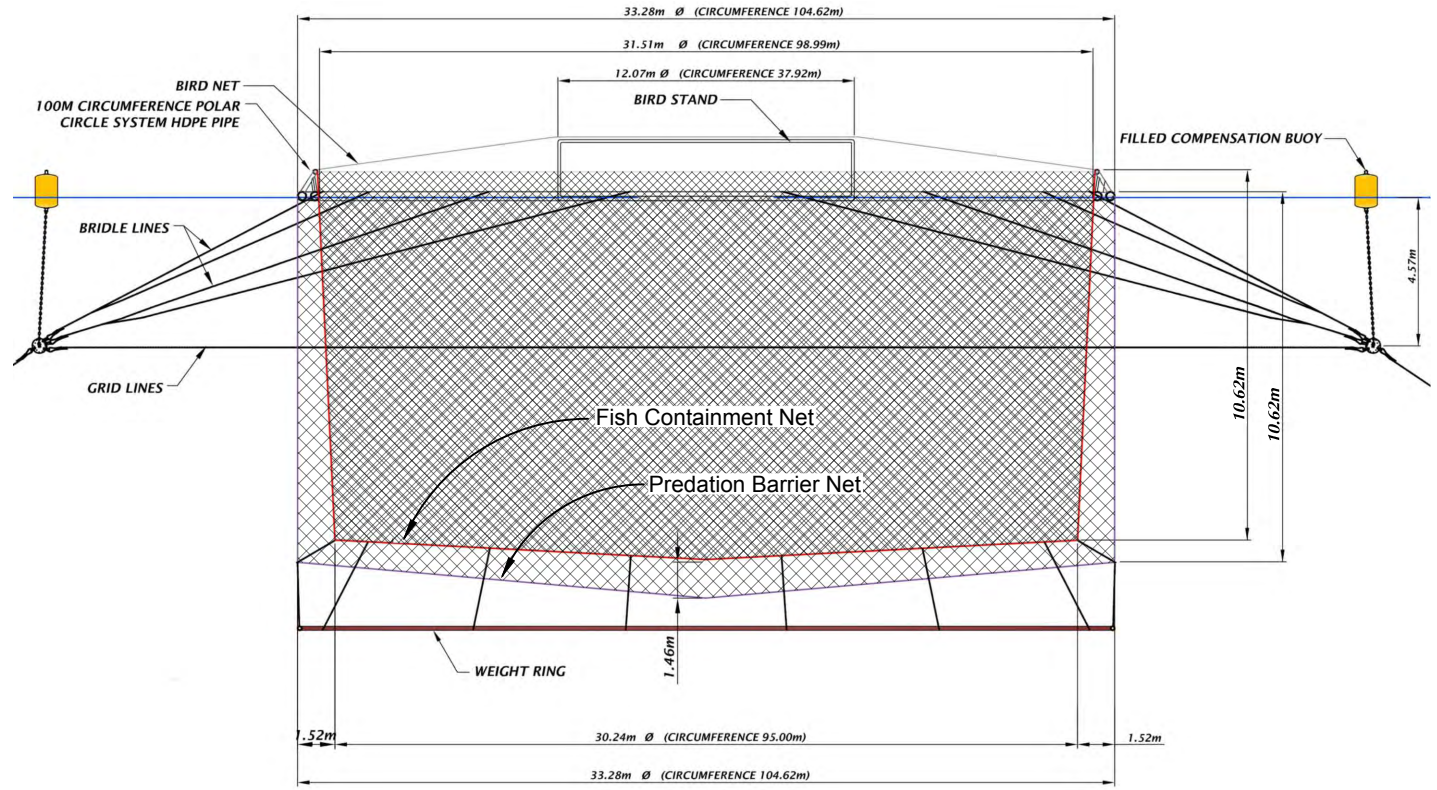 33.28m Ø (CIRCUMFERENCE 104.62m)
31.51m Ø (CIRCUMFERENCE 98.99m)
12.07m Ø (CIRCUMFERENCE 37.92m)
BIRD NET
BIRD STAND
100M CIRCUMFERENCE POLAR
CIRCLE SYSTEM HDPE PIPE
FILLED COMPENSATION BUOY
BRIDLE LINES
4.57m
GRID LINES
10.62m
10.62m
Fish Containment Net
Predation Barrier Net
1.46m
WEIGHT RING
1.52m
30.24m Ø (CIRCUMFERENCE 95.00m)
1.52m
33.28m Ø (CIRCUMFERENCE 104.62m)